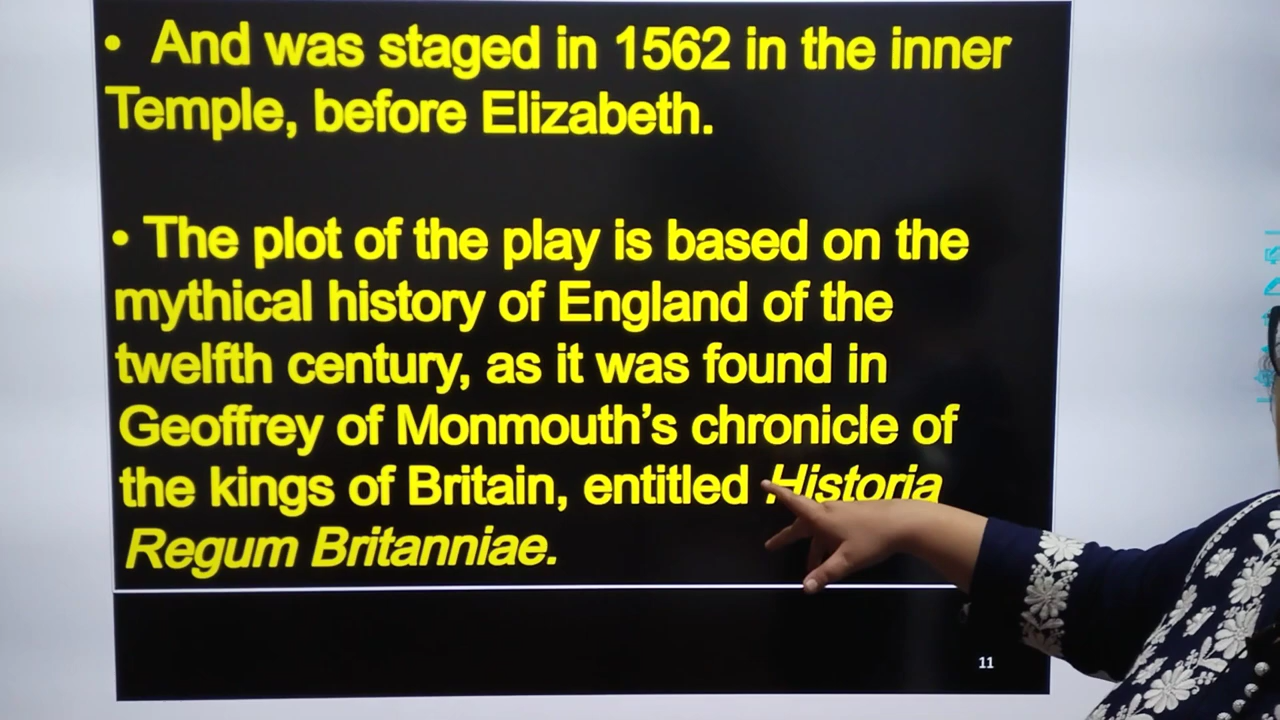 • And was staged in 1562 in the inner
Temple, before Elizabeth.
• The plot of the play is based on the
mythical history of England of the
twelfth century, as it was found in
Geoffrey of Monmouth’s chronicle of
the kings of Britain, entitled Historia
Regum Britanniae.
11